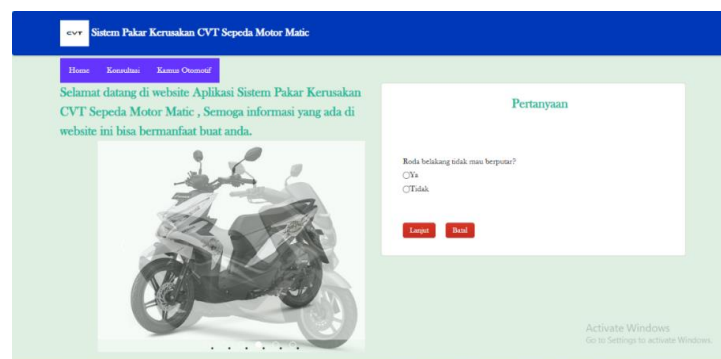 CVT
Sistem Pakar Kerusakan CVT Sepeda Motor Matic
Home Konsultasi Kamus Otomotif
Selamat datang di website Aplikasi Sistem Pakar Kerusakan
CVT Sepeda Motor Matic , Semoga informasi yang ada di
website ini bisa bermanfaat buat anda.
Pertanyaan
Roda belakang tidak mau berputar?
Ya
Tidak
Lanjut Batal
Activate Windows
Go to Settings to activate Windows.